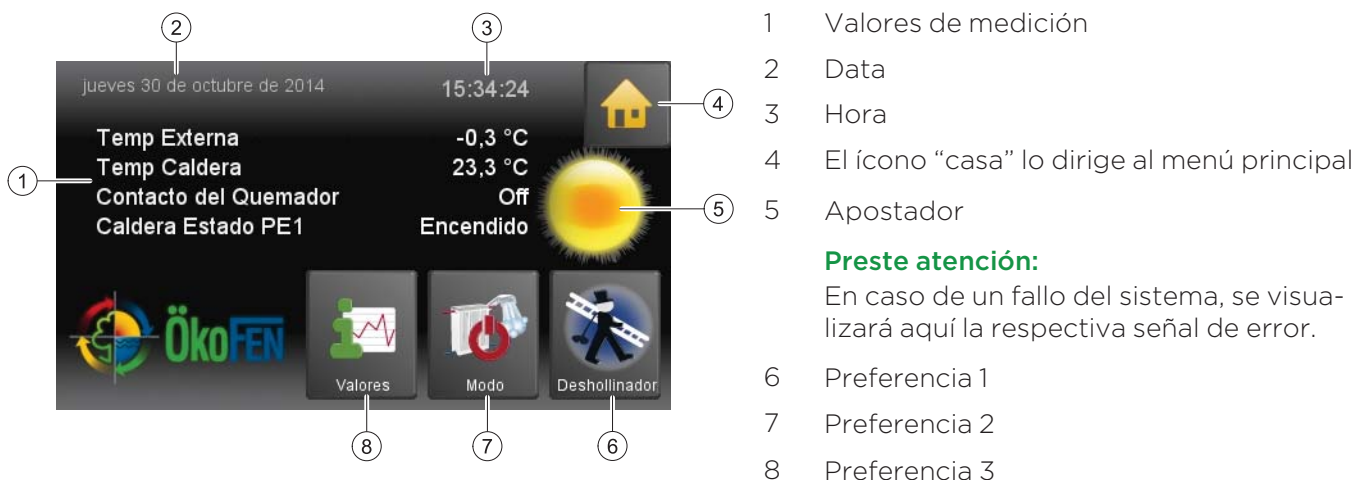 2
3
jueves 30 de octubre de 2014
15:34:24
4
Temp Externa -0,3 °C
Temp Caldera 23,3 °C
1
Contacto del Quemador Off
5
Caldera Estado PE1 Encendido
ÖkoFEN
Valores
Modo
Deshollinador
8
7
6
1 Valores de medición
2 Data
3 Hora
4 El ícono “casa” lo dirige al menú principal
5 Apostador
Preste atención:
En caso de un fallo del sistema, se visua-
lizará aquí la respectiva señal de error.
6 Preferencia 1
7 Preferencia 2
8 Preferencia 3